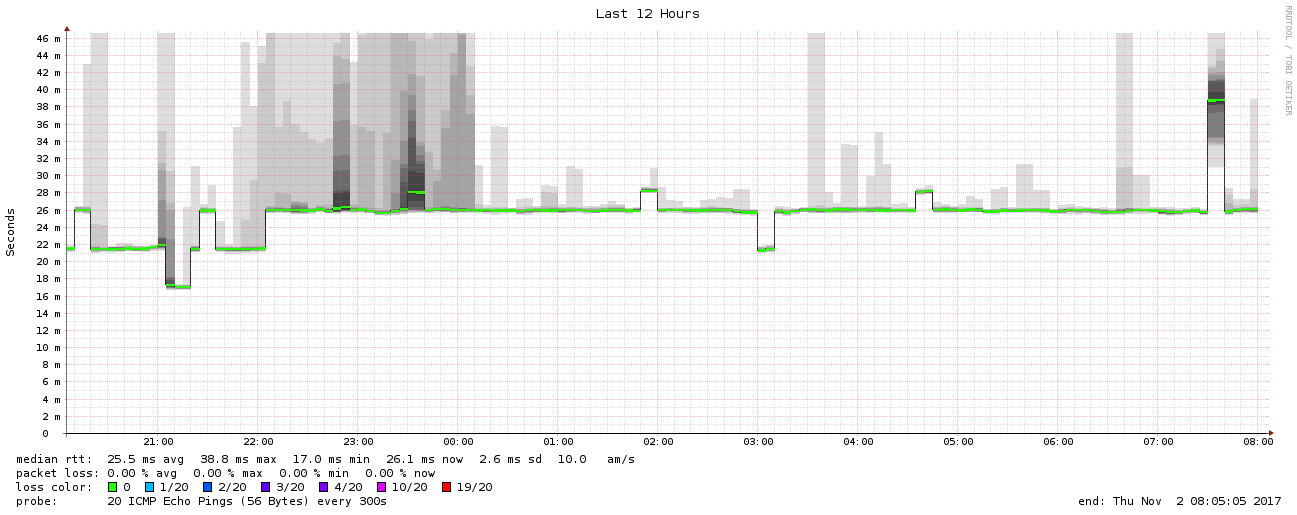 Last 12 Hours
RRDTOOL / TOBI OETIKER
Seconds
46 m
44 m
42 m
40 m
38 m
36 m
34 m
32 m
30 m
28 m
26 m
24 m
22 m
20 m
18 m
16 m
14 m
12 m
10 m
8 m
6 m
4 m
2 m
0
21:00 22:00 23:00 00:00 01:00 02:00 03:00 04:00 05:00 06:00 07:00 08:00
median rtt: 25.5 ms avg 38.8 ms max 17.0 ms min 26.1 ms now 2.6 ms sd 10.0 am/s
packet loss: 0.00 % avg 0.00 % max 0.00 % min 0.00 % now
loss color: 0 1/20 2/20 3/20 4/20 10/20 19/20
probe: 20 ICMP Echo Pings (56 Bytes) every 300s end: Thu Nov 2 08:05:05 2017